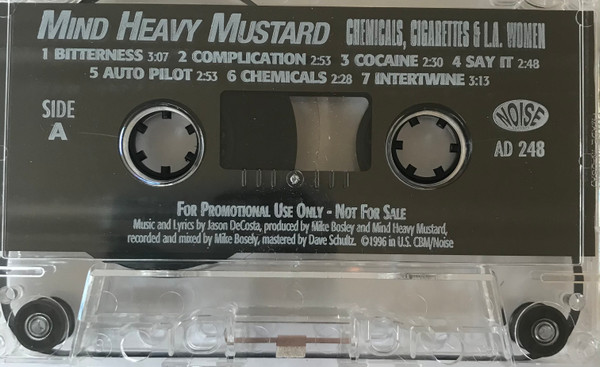 MIND HEAVY MUSTARD CHEMICALS, CIGARETTES & L.A. WOMEN
1 BITTERNESS 3:07 2 COMPLICATION 2:53 3 COCAINE 2:30 4 SAY IT 2:48
5 AUTO PILOT 2:53 6 CHEMICALS 2:28 7 INTERTWINE 3:13
SIDE
A
NOISE
AD 248
FOR PROMOTIONAL USE ONLY - NOT FOR SALE
Music and Lyrics by Jason DeCosta, produced by Mike Bosley and Mind Heavy Mustard,
recorded and mixed by Mike Bosely, mastered by Dave Schultz. ©1996 in U.S. CBM/Noise